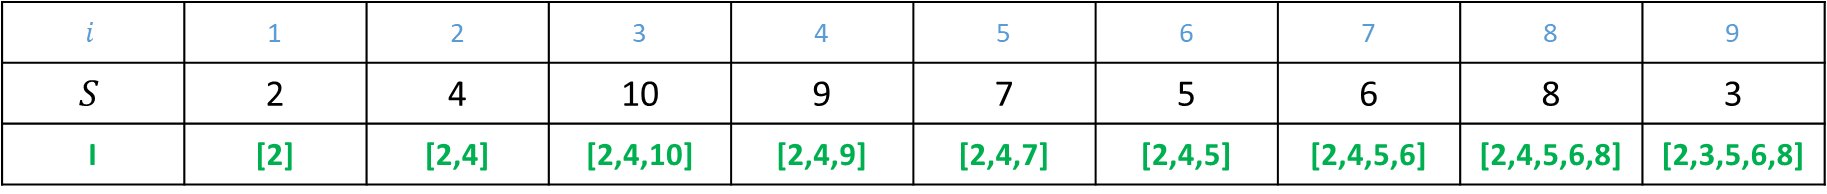 i 1 2 3 4 5 6 7 8 9
S 2 4 10 9 7 5 6 8 3
I [2] [2,4] [2,4,10] [2,4,9] [2,4,7] [2,4,5] [2,4,5,6] [2,4,5,6,8] [2,3,5,6,8]